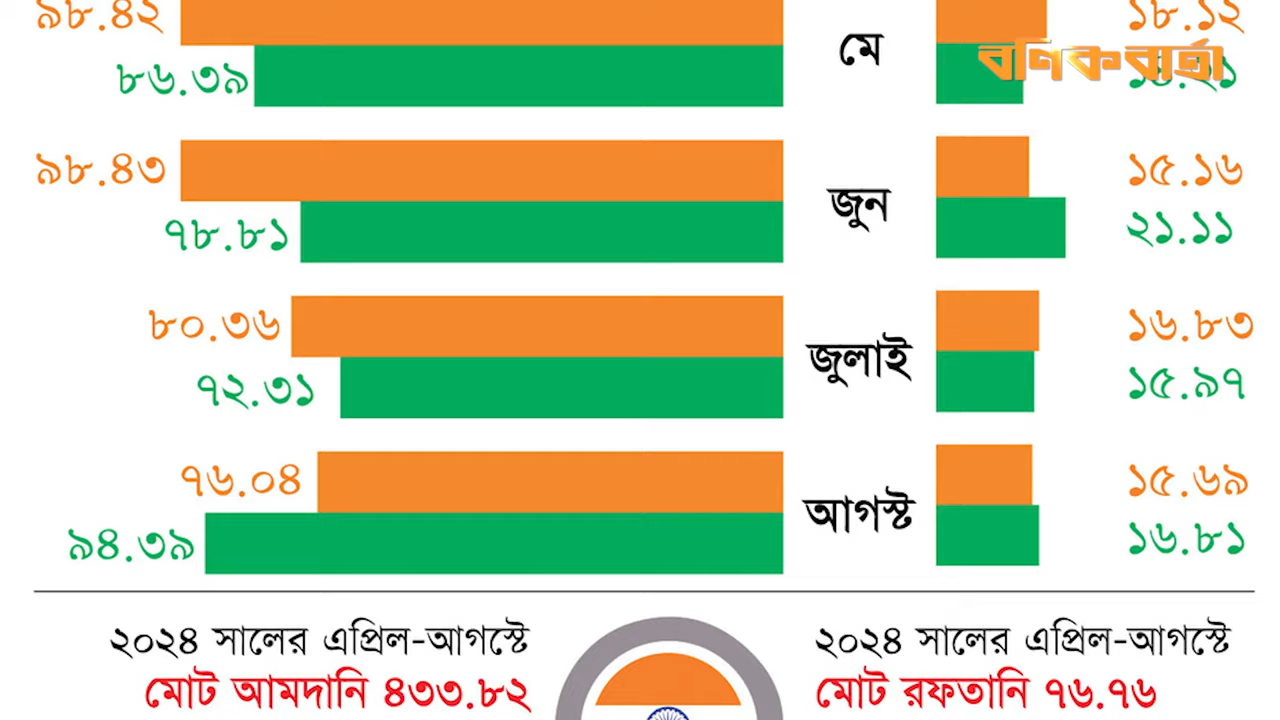 ৯৮.৪২ ১৮.১২
মে
বণিক বার্তা
৮৬.৩৯
৯৮.৪৩ ১৫.১৬
জুন
৭৮.৮১ ২১.১১
৮০.৩৬ ১৬.৮৩
জুলাই
৭২.৩১ ১৫.৯৭
৭৬.০৪ ১৫.৬৯
আগস্ট
৯৪.৩৯ ১৬.৮১
২০২৪ সালের এপ্রিল-আগস্টে ২০২৪ সালের এপ্রিল-আগস্টে
মোট আমদানি ৪৩৩.৮২ মোট রফতানি ৭৬.৭৬